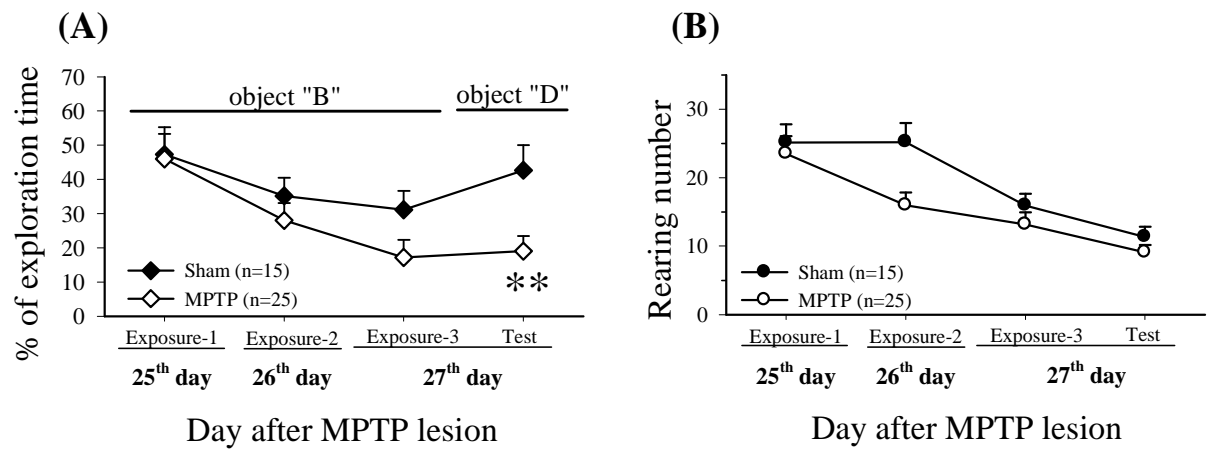 (A)
% of exploration time
70
60
50
40
30
20
10
0
object "B"
object "D"
Sham (n=15)
MPTP (n=25)
**
Exposure-1 Exposure-2 Exposure-3 Test
25th day 26th day 27th day
Day after MPTP lesion
(B)
Rearing number
30
20
10
0
Sham (n=15)
MPTP (n=25)
Exposure-1 Exposure-2 Exposure-3 Test
25th day 26th day 27th day
Day after MPTP lesion